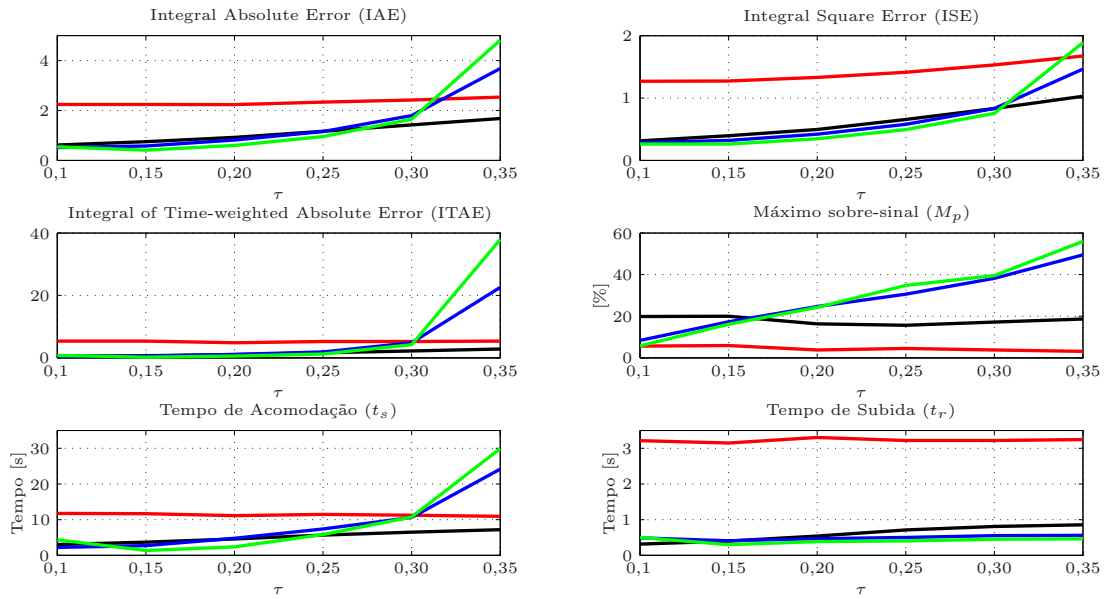 Integral Absolute Error (IAE)
4
2
0
0,1 0,15 0,20 0,25 0,30 0,35
τ
Integral Square Error (ISE)
2
1
0
0,1 0,15 0,20 0,25 0,30 0,35
τ
Integral of Time-weighted Absolute Error (ITAE)
40
20
0
0,1 0,15 0,20 0,25 0,30 0,35
τ
Máximo sobre-sinal (M_p)
[%]
60
40
20
0
0,1 0,15 0,20 0,25 0,30 0,35
τ
Tempo de Acomodação (t_s)
Tempo [s]
30
20
10
0
0,1 0,15 0,20 0,25 0,30 0,35
τ
Tempo de Subida (t_r)
Tempo [s]
3
2
1
0
0,1 0,15 0,20 0,25 0,30 0,35
τ